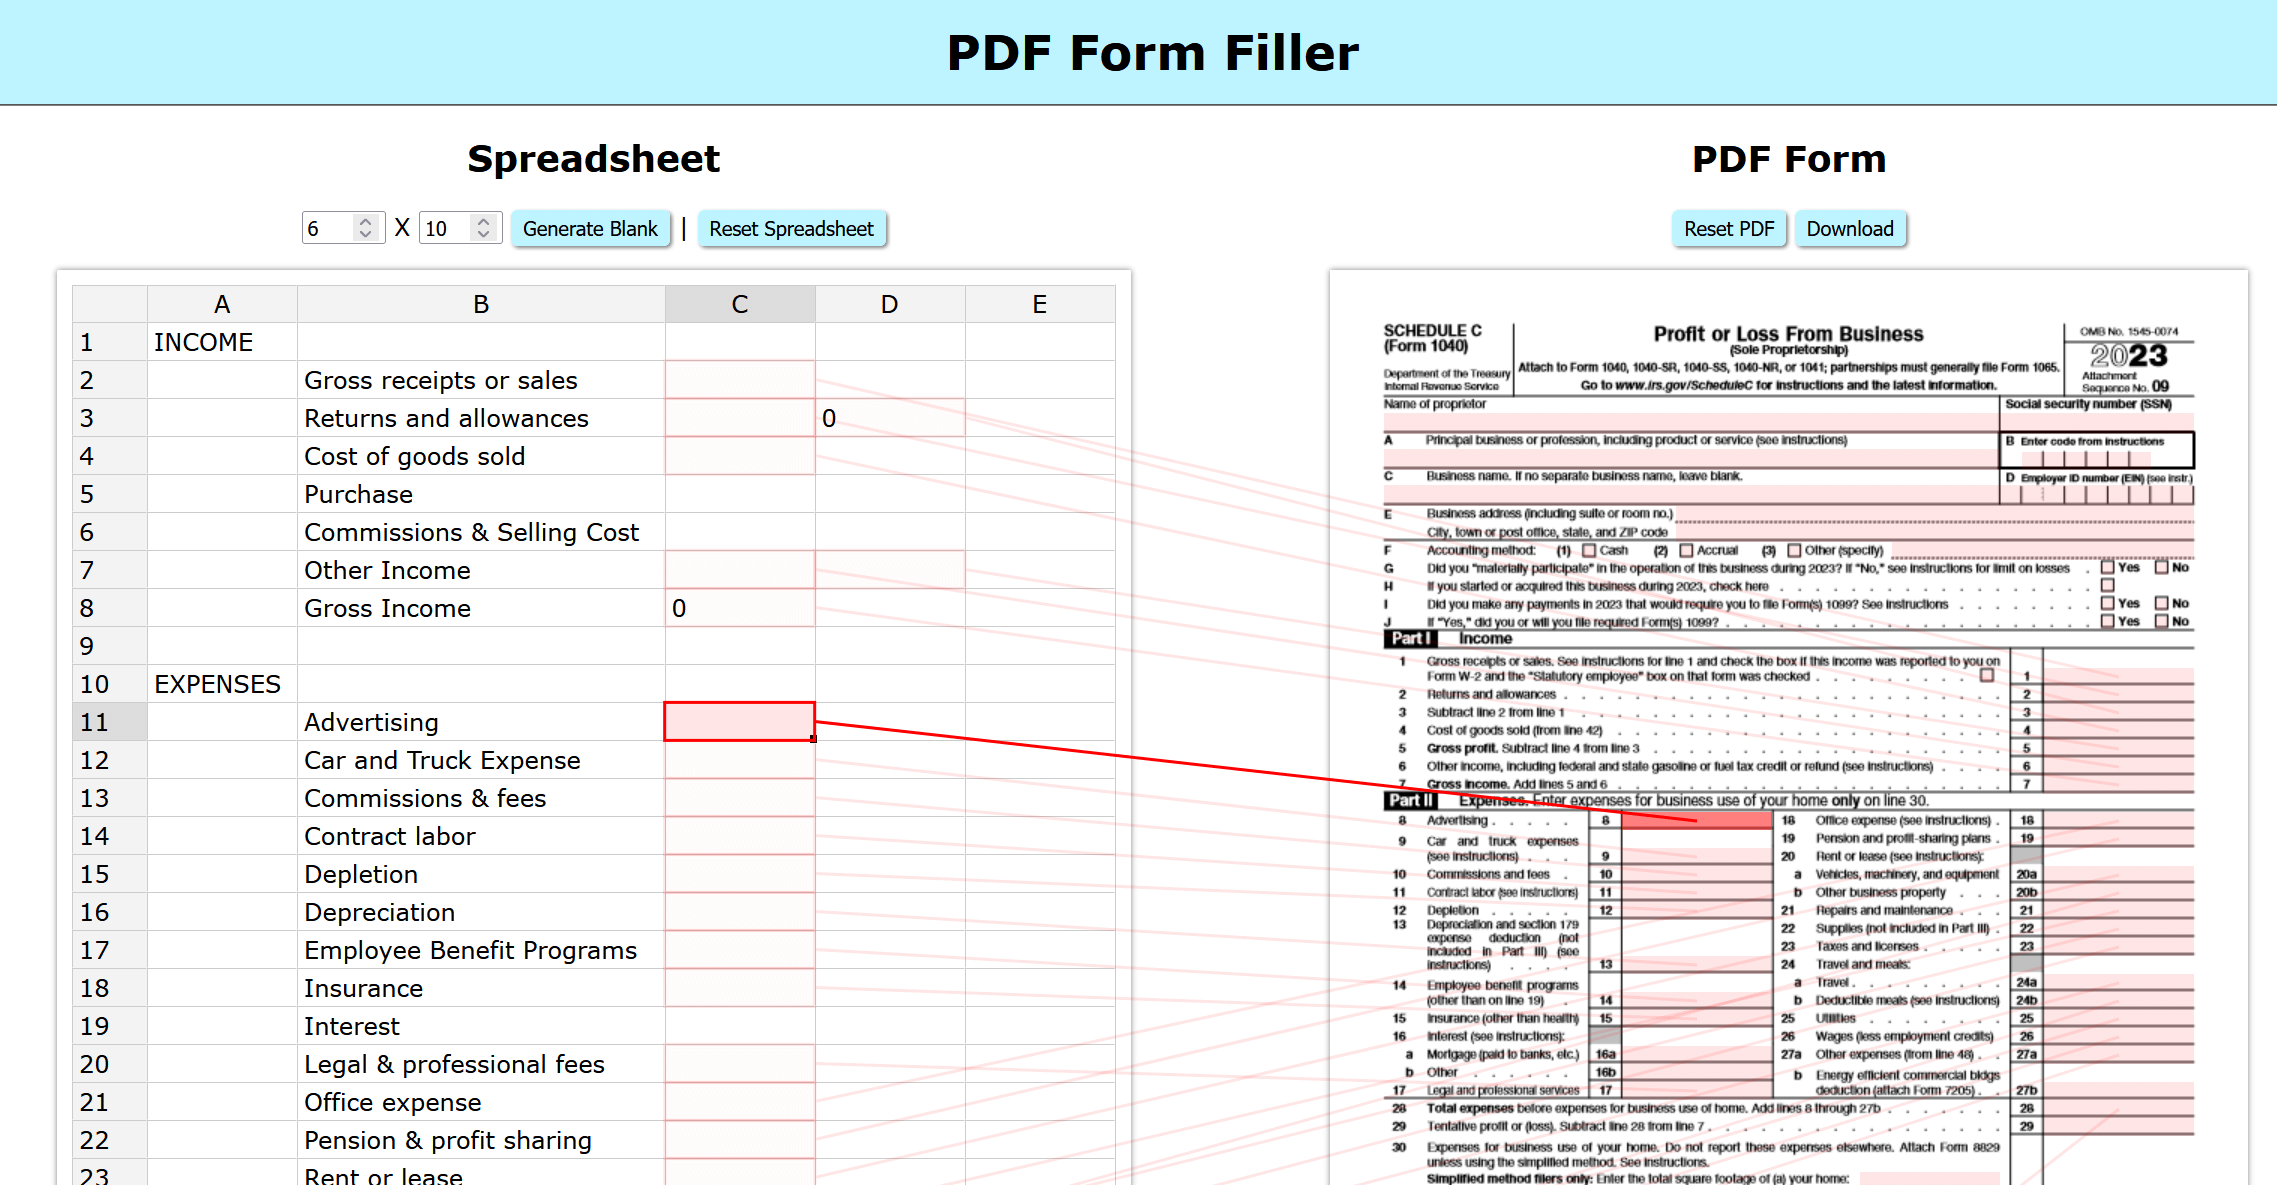 PDF Form Filler
Spreadsheet
6 X 10 Generate Blank | Reset Spreadsheet
A B C D E
1 INCOME
2 Gross receipts or sales
3 Returns and allowances 0
4 Cost of goods sold
5 Purchase
6 Commissions & Selling Cost
7 Other Income
8 Gross Income 0
9
10 EXPENSES
11 Advertising
12 Car and Truck Expense
13 Commissions & fees
14 Contract labor
15 Depletion
16 Depreciation
17 Employee Benefit Programs
18 Insurance
19 Interest
20 Legal & professional fees
21 Office expense
22 Pension & profit sharing
23 Rent or lease
PDF Form
Reset PDF Download
SCHEDULE C
(Form 1040)
Department of the Treasury
Internal Revenue Service
Profit or Loss From Business
(Sole Proprietorship)
Attach to Form 1040, 1040-SR, 1040-SS, 1040-NR, or 1041; partnerships must generally file Form 1065.
Go to www.irs.gov/ScheduleC for instructions and the latest information.
OMB No. 1545-0074
2023
Attachment
Sequence No. 09
Name of proprietor
Social security number (SSN)
A Principal business or profession, including product or service (see instructions)
B Enter code from instructions
C Business name. If no separate business name, leave blank.
D Employer ID number (EIN) (see instr.)
E Business address (including suite or room no.)
City, town or post office, state, and ZIP code
F Accounting method: (1) Cash (2) Accrual (3) Other (specify)
G Did you "materially participate" in the operation of this business during 2023? If "No," see instructions for limit on losses . Yes No
H If you started or acquired this business during 2023, check here
I Did you make any payments in 2023 that would require you to file Form(s) 1099? See instructions Yes No
J If "Yes," did you or will you file required Form(s) 1099? Yes No
Part I Income
1 Gross receipts or sales. See instructions for line 1 and check the box if this income was reported to you on
Form W-2 and the "Statutory employee" box on that form was checked 1
2 Returns and allowances 2
3 Subtract line 2 from line 1 3
4 Cost of goods sold (from line 42) 4
5 Gross profit. Subtract line 4 from line 3 5
6 Other income, including federal and state gasoline or fuel tax credit or refund (see instructions) 6
7 Gross income. Add lines 5 and 6 7
Part II Expenses. Enter expenses for business use of your home only on line 30.
8 Advertising 8
9 Car and truck expenses
(see instructions) 9
10 Commissions and fees 10
11 Contract labor (see instructions) 11
12 Depletion 12
13 Depreciation and section 179
expense deduction (not
included in Part III) (see
instructions) 13
14 Employee benefit programs
(other than on line 19) 14
15 Insurance (other than health) 15
16 Interest (see instructions):
a Mortgage (paid to banks, etc.) 16a
b Other 16b
17 Legal and professional services 17
18 Office expense (see instructions) 18
19 Pension and profit-sharing plans 19
20 Rent or lease (see instructions):
a Vehicles, machinery, and equipment 20a
b Other business property 20b
21 Repairs and maintenance 21
22 Supplies (not included in Part III) 22
23 Taxes and licenses 23
24 Travel and meals:
a Travel 24a
b Deductible meals (see instructions) 24b
25 Utilities 25
26 Wages (less employment credits) 26
27a Other expenses (from line 48) 27a
b Energy efficient commercial bldgs
deduction (attach Form 7205) 27b
28 Total expenses before expenses for business use of home. Add lines 8 through 27b 28
29 Tentative profit or (loss). Subtract line 28 from line 7 29
30 Expenses for business use of your home. Do not report these expenses elsewhere. Attach Form 8829
unless using the simplified method. See instructions.
Simplified method filers only: Enter the total square footage of (a) your home: